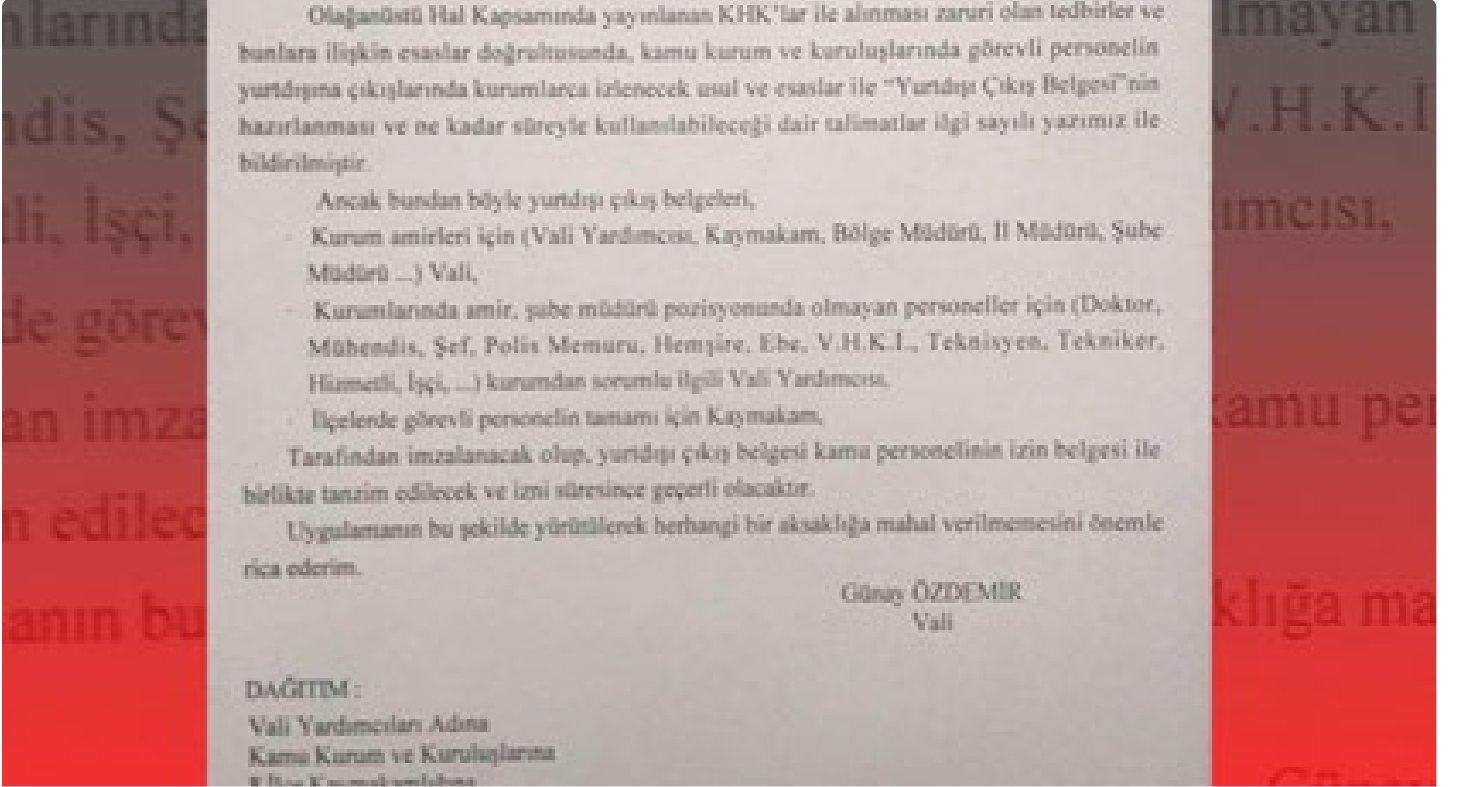 Olağanüstü Hal Kapsamında yayınlanan KHK'lar ile alınması zaruri olan tedbirler ve
bunlara ilişkin esaslar doğrultusunda, kamu kurum ve kuruluşlarında görevli personelin
yurtdışına çıkışlarında kurumlarca izlenecek usul ve esaslar ile "Yurtdışı Çıkış Belgesi"nin
hazırlanması ve ne kadar süreyle kullanılabileceği dair talimatlar ilgi sayılı yazımız ile
bildirilmiştir.
Ancak bundan böyle yurtdışı çıkış belgeleri,
- Kurum amirleri için (Vali Yardımcısı, Kaymakam, Bölge Müdürü, İl Müdürü, Şube
Müdürü ...) Vali,
- Kurumlarında amir, şube müdürü pozisyonunda olmayan personeller için (Doktor,
Mühendis, Şef, Polis Memuru, Hemşire, Ebe, V.H.K.İ., Teknisyen, Tekniker,
Hizmetli, İşçi, ...) kurumdan sorumlu ilgili Vali Yardımcısı,
- İlçelerde görevli personelin tamamı için Kaymakam,
Tarafından imzalanacak olup, yurtdışı çıkış belgesi kamu personelinin izin belgesi ile
birlikte tanzim edilecek ve izni süresince geçerli olacaktır.
Uygulamanın bu şekilde yürütülerek herhangi bir aksaklığa mahal verilmemesini önemle
rica ederim.
Günay ÖZDEMİR
Vali
DAĞITIM :
Vali Yardımcıları Adına
Kamu Kurum ve Kuruluşlarına